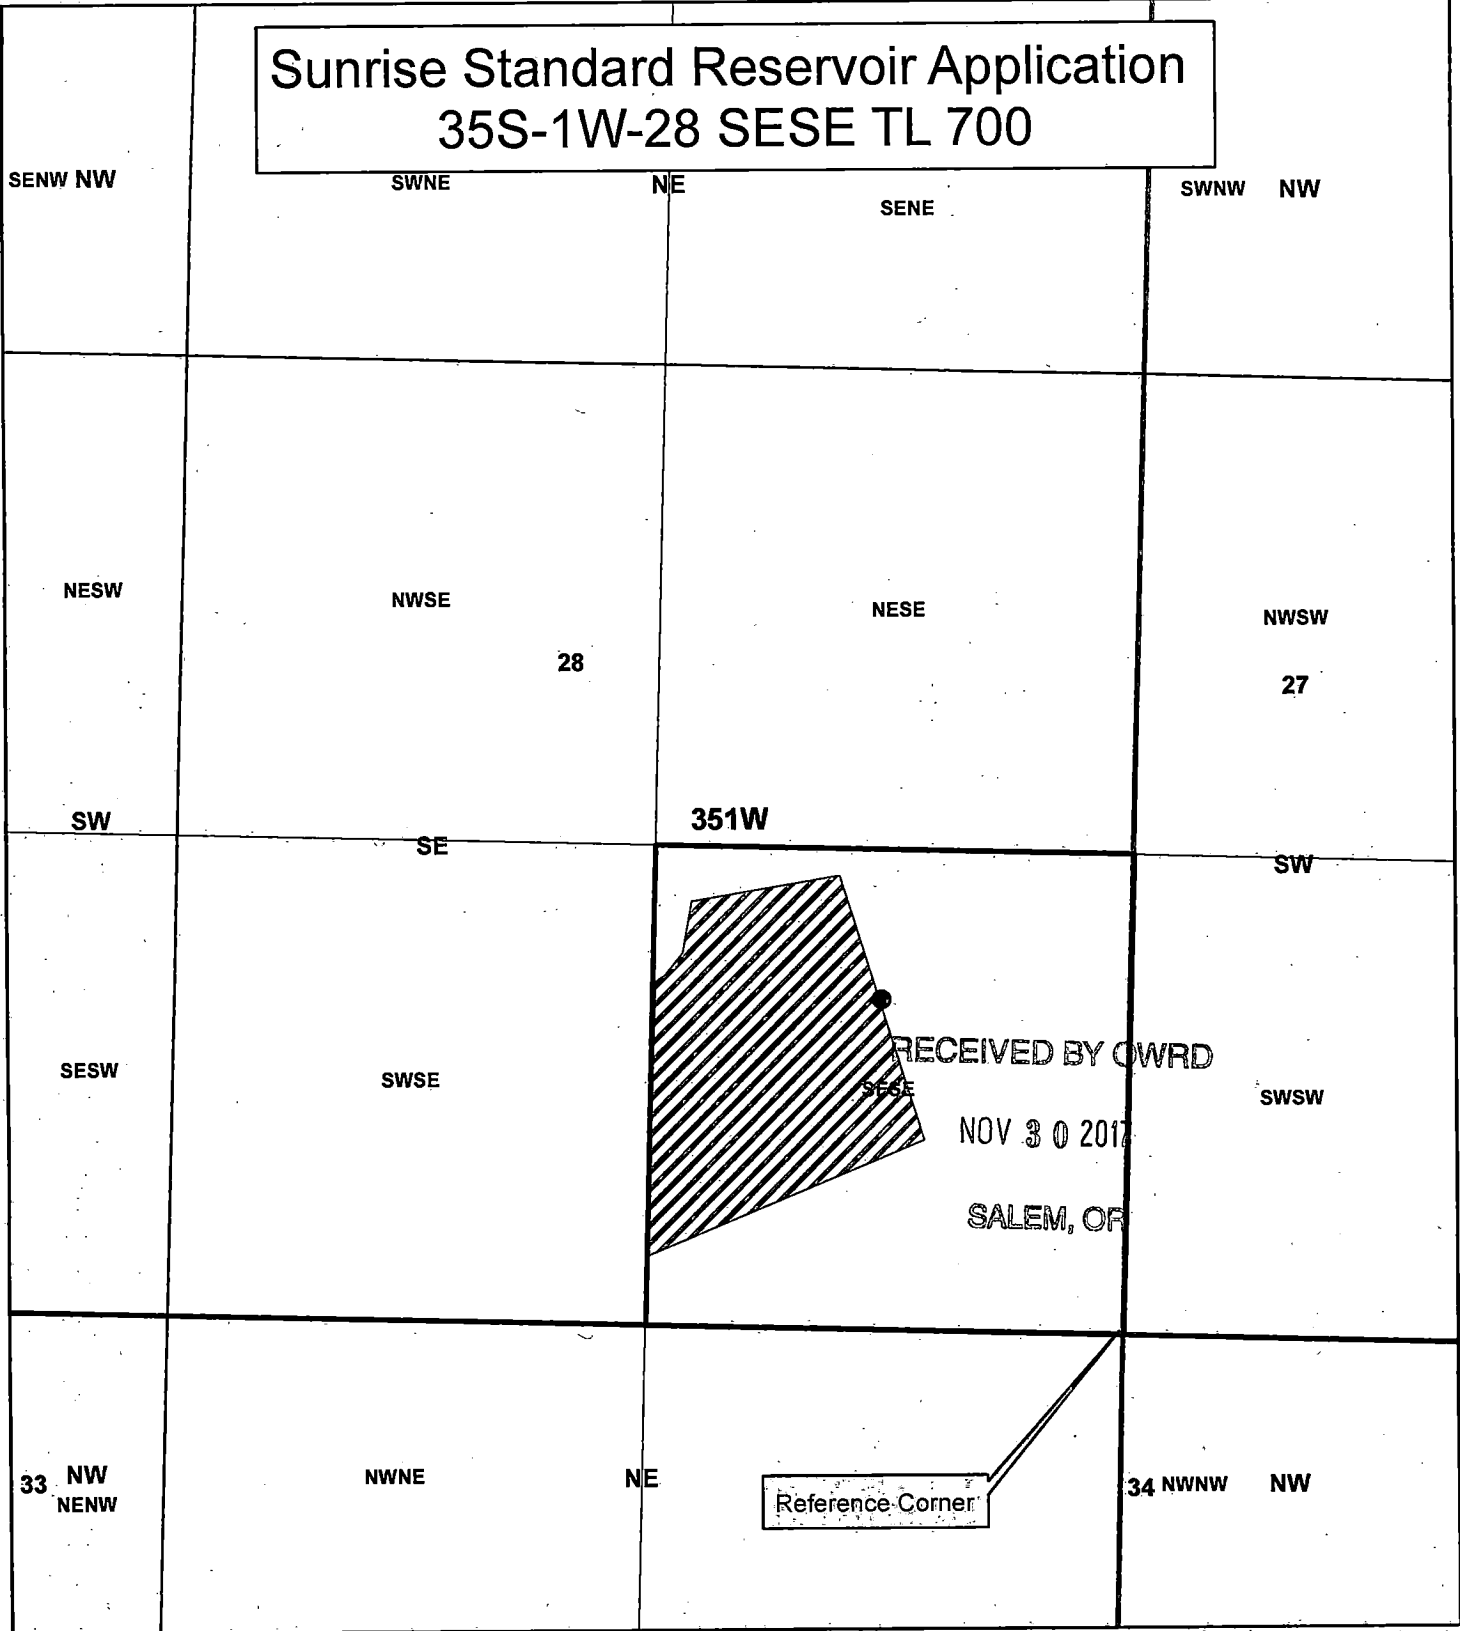 Sunrise Standard Reservoir Application
35S-1W-28 SESE TL 700
SENW NW
SWNE
NE
SENE
SWNW NW
NESW
NWSE
NESE
NWSW
28
27
SW
SE
351W
SW
SESW
SWSE
SESE
SWSW
RECEIVED BY OWRD
NOV 30 2017
SALEM, OR
33 NW
NENW
NWNE
NE
Reference Corner
34 NWNW NW